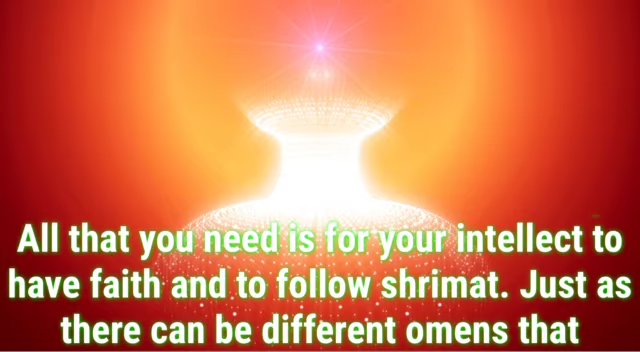 All that you need is for your intellect to
have faith and to follow shrimat. Just as
there can be different omens that